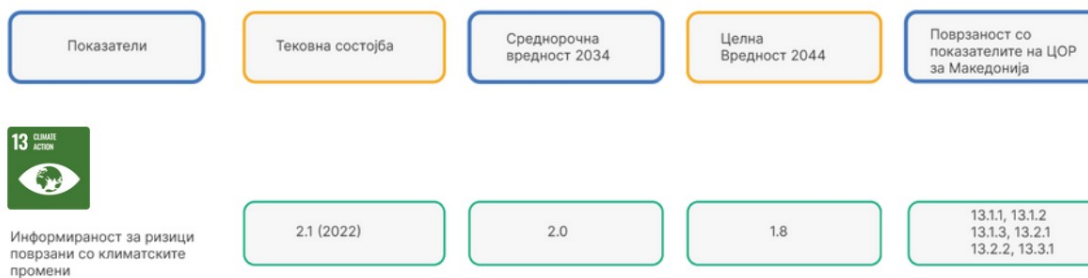 Показатели
Тековна состојба
Среднорочна
вредност 2034
Целна
Вредност 2044
Поврзаност со
показателите на ЦОР
за Македонија
13 CLIMATE
ACTION
Информираност за ризици
поврзани со климатските
промени
2.1 (2022)
2.0
1.8
13.1.1, 13.1.2
13.1.3, 13.2.1
13.2.2, 13.3.1